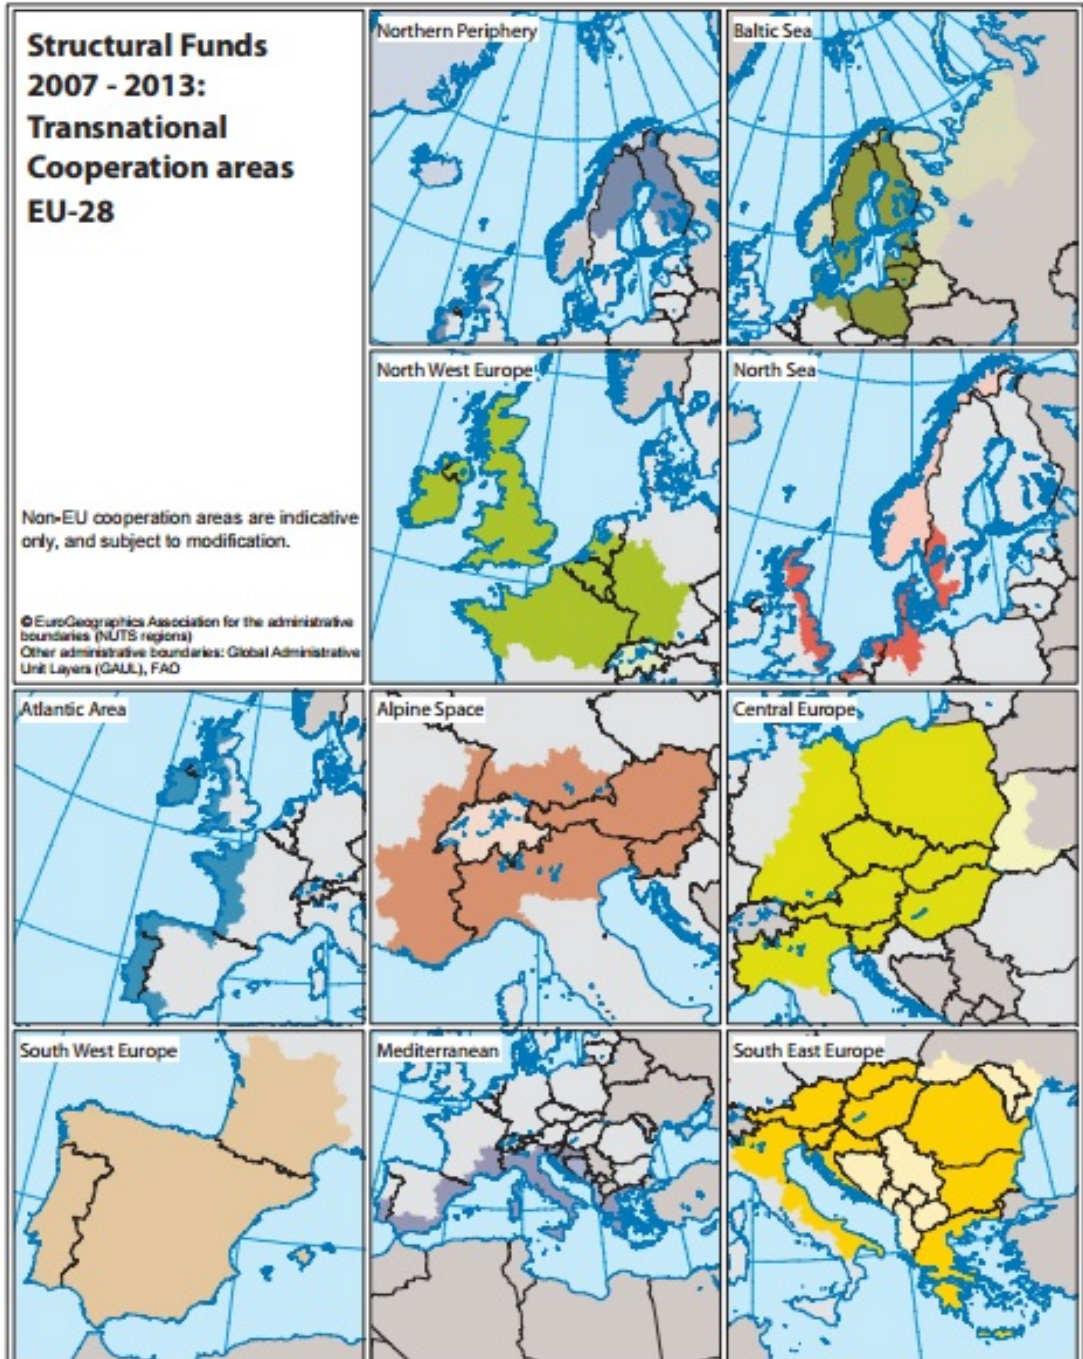 Structural Funds
2007 - 2013:
Transnational
Cooperation areas
EU-28
Non-EU cooperation areas are indicative
only, and subject to modification.
© EuroGeographics Association for the administrative
boundaries (NUTS regions)
Other administrative boundaries: Global Administrative
Unit Layers (GAUL), FAO
Northern Periphery
Baltic Sea
North West Europe
North Sea
Atlantic Area
Alpine Space
Central Europe
South West Europe
Mediterranean
South East Europe